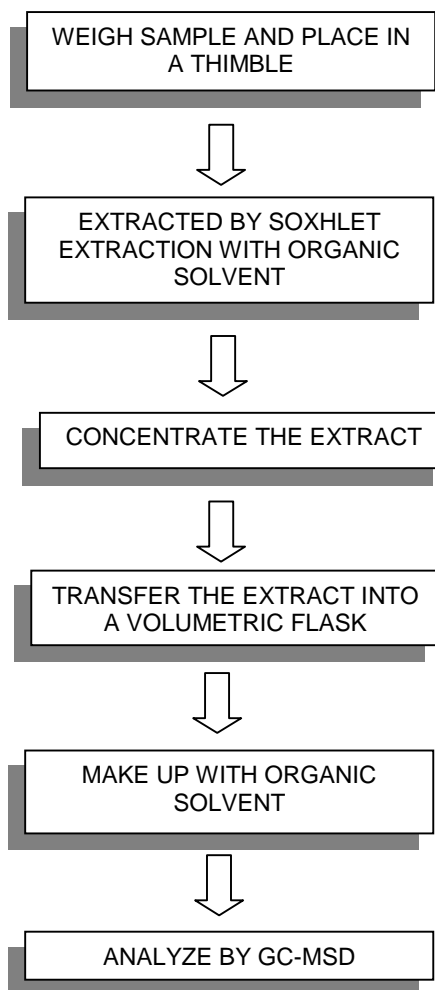 WEIGH SAMPLE AND PLACE IN
A THIMBLE
EXTRACTED BY SOXHLET
EXTRACTION WITH ORGANIC
SOLVENT
CONCENTRATE THE EXTRACT
TRANSFER THE EXTRACT INTO
A VOLUMETRIC FLASK
MAKE UP WITH ORGANIC
SOLVENT
ANALYZE BY GC-MSD